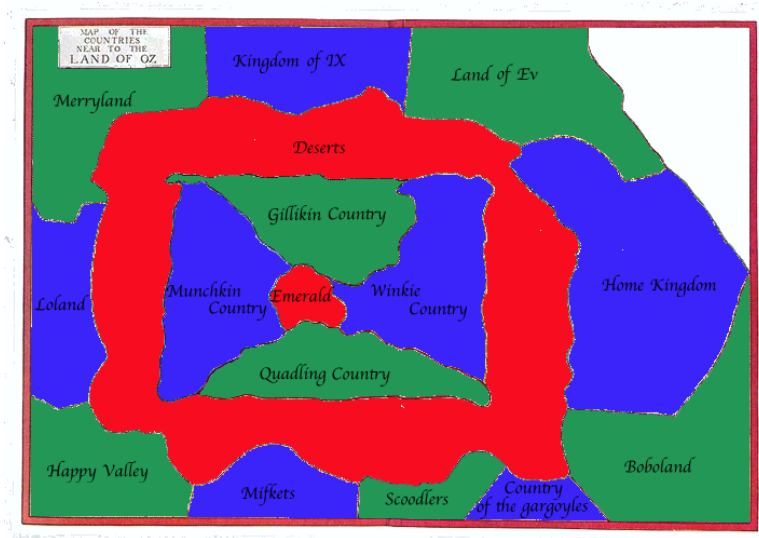 MAP OF THE
COUNTRIES
NEAR TO THE
LAND OF OZ
Kingdom of IX
Land of Ev
Merryland
Deserts
Gillikin Country
Munchkin
Country
Emerald
Winkie
Country
Home Kingdom
Loland
Quadling Country
Happy Valley
Mifkets
Scoodlers
Country
of the gargoyles
Boboland